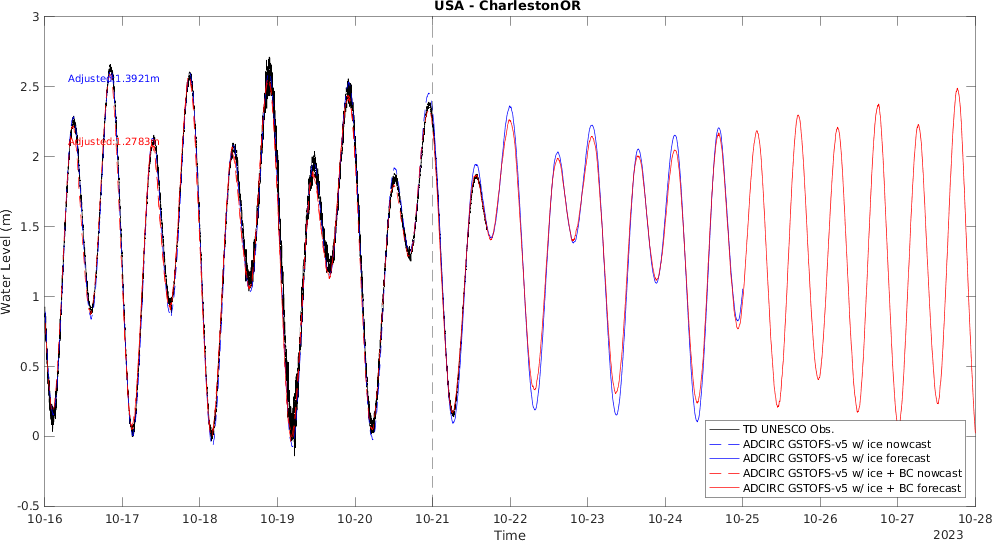 USA - CharlestonOR
3
2.5
2
1.5
1
0.5
0
-0.5
Water Level (m)
Adjusted:1.3921m
Adjusted:1.2783m
TD UNESCO Obs.
ADCIRC GSTOFS-v5 w/ ice nowcast
ADCIRC GSTOFS-v5 w/ ice forecast
ADCIRC GSTOFS-v5 w/ ice + BC nowcast
ADCIRC GSTOFS-v5 w/ ice + BC forecast
10-16 10-17 10-18 10-19 10-20 10-21 10-22 10-23 10-24 10-25 10-26 10-27 10-28
Time
2023